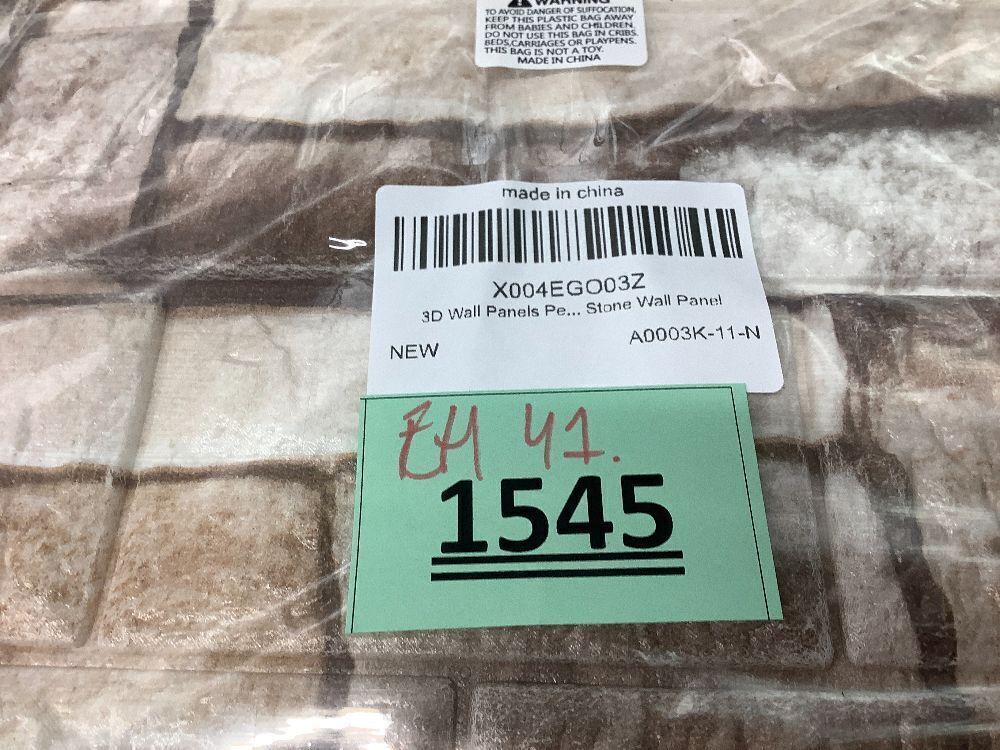 WARNING
TO AVOID DANGER OF SUFFOCATION,
KEEP THIS PLASTIC BAG AWAY
FROM BABIES AND CHILDREN.
DO NOT USE THIS BAG IN CRIBS.
BEDS,CARRIAGES OR PLAYPENS.
THIS BAG IS NOT A TOY.
MADE IN CHINA
made in china
X004EGO03Z
3D Wall Panels Pe... Stone Wall Panel
NEW A0003K-11-N
EH 41.
1545